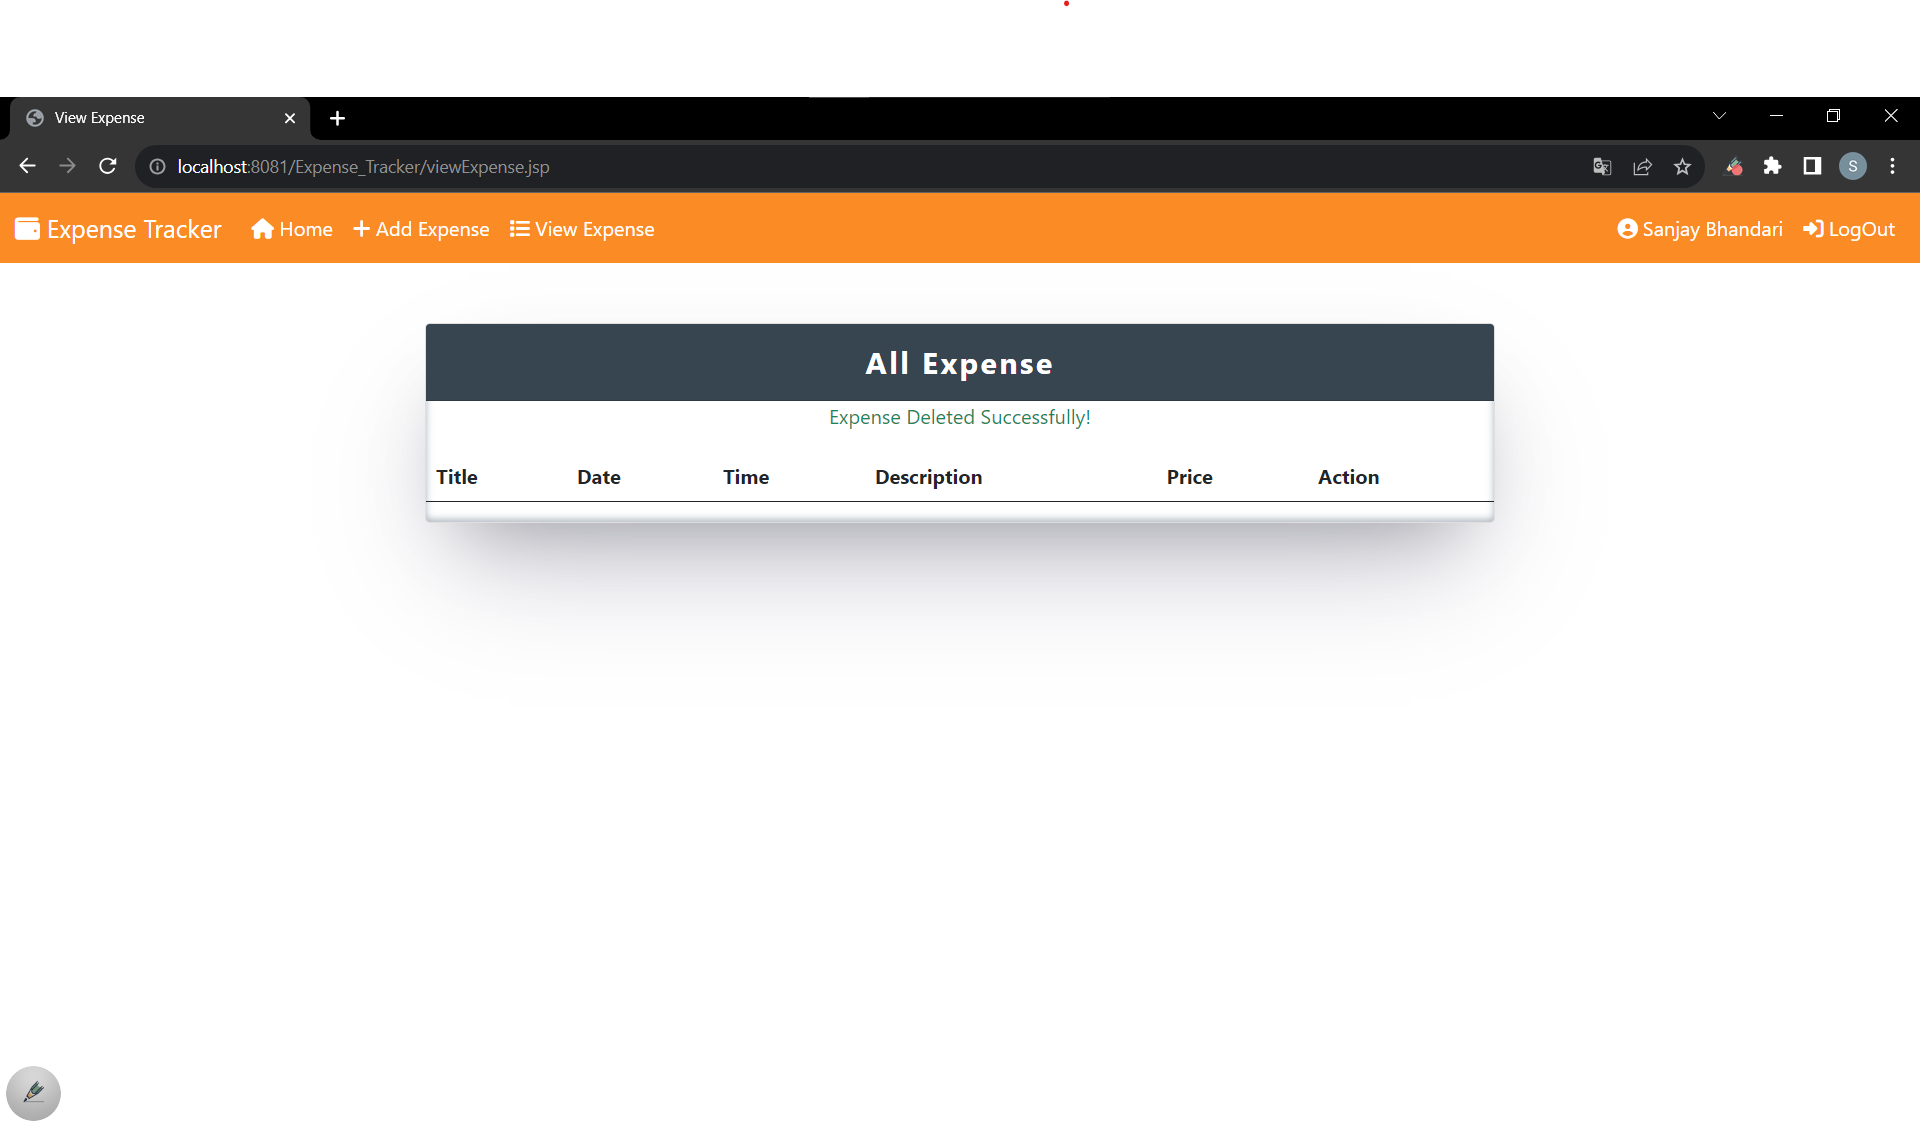 View Expense
localhost:8081/Expense_Tracker/viewExpense.jsp
S
Expense Tracker Home Add Expense View Expense Sanjay Bhandari LogOut
All Expense
Expense Deleted Successfully!
Title Date Time Description Price Action